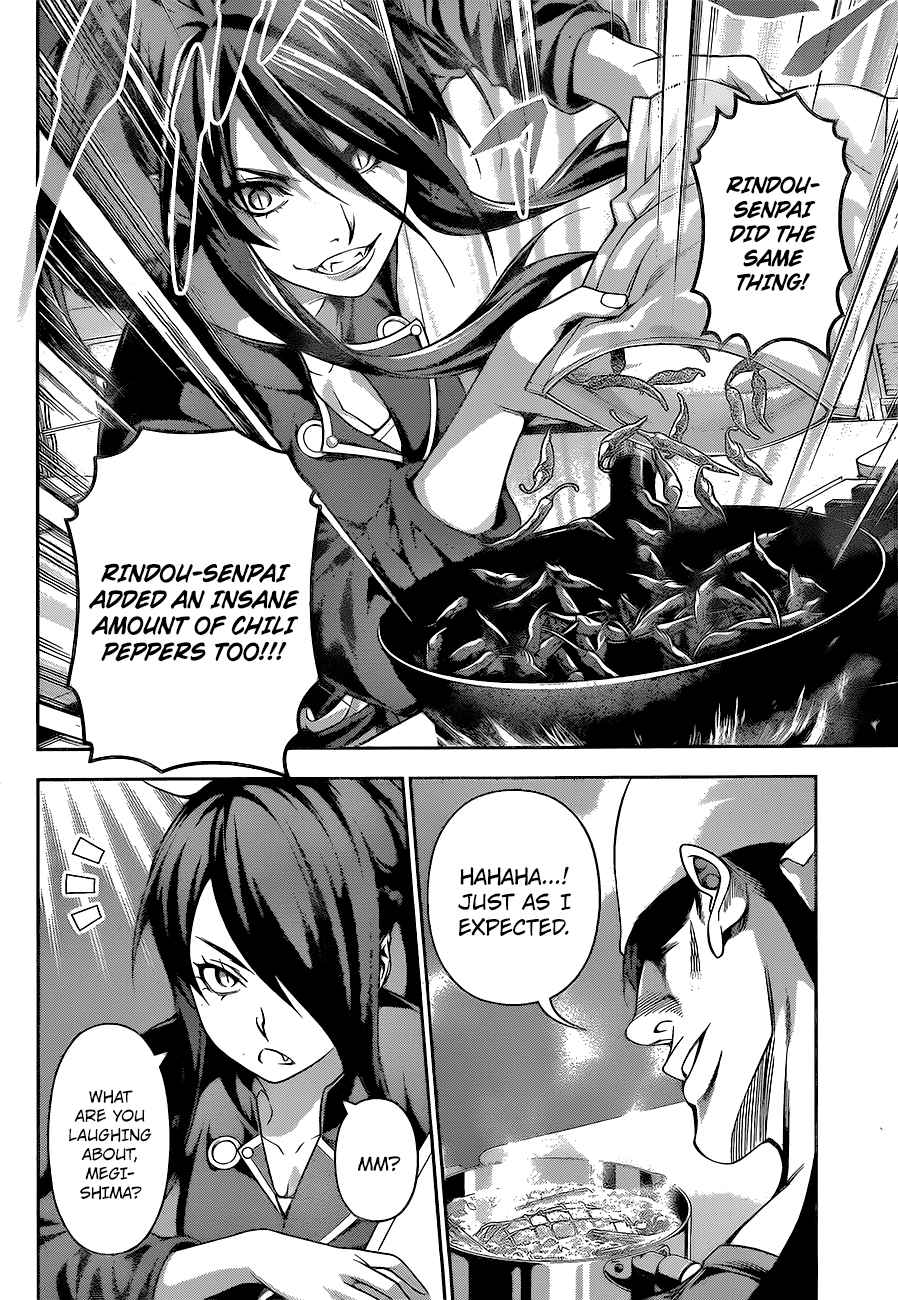 RINDOU-
SENPAI
DID THE
SAME
THING!
RINDOU-SENPAI
ADDED AN INSANE
AMOUNT OF CHILI
PEPPERS TOO!!!
HAHAHA...!
JUST AS I
EXPECTED.
MM?
WHAT
ARE YOU
LAUGHING
ABOUT,
MEGI-
SHIMA?